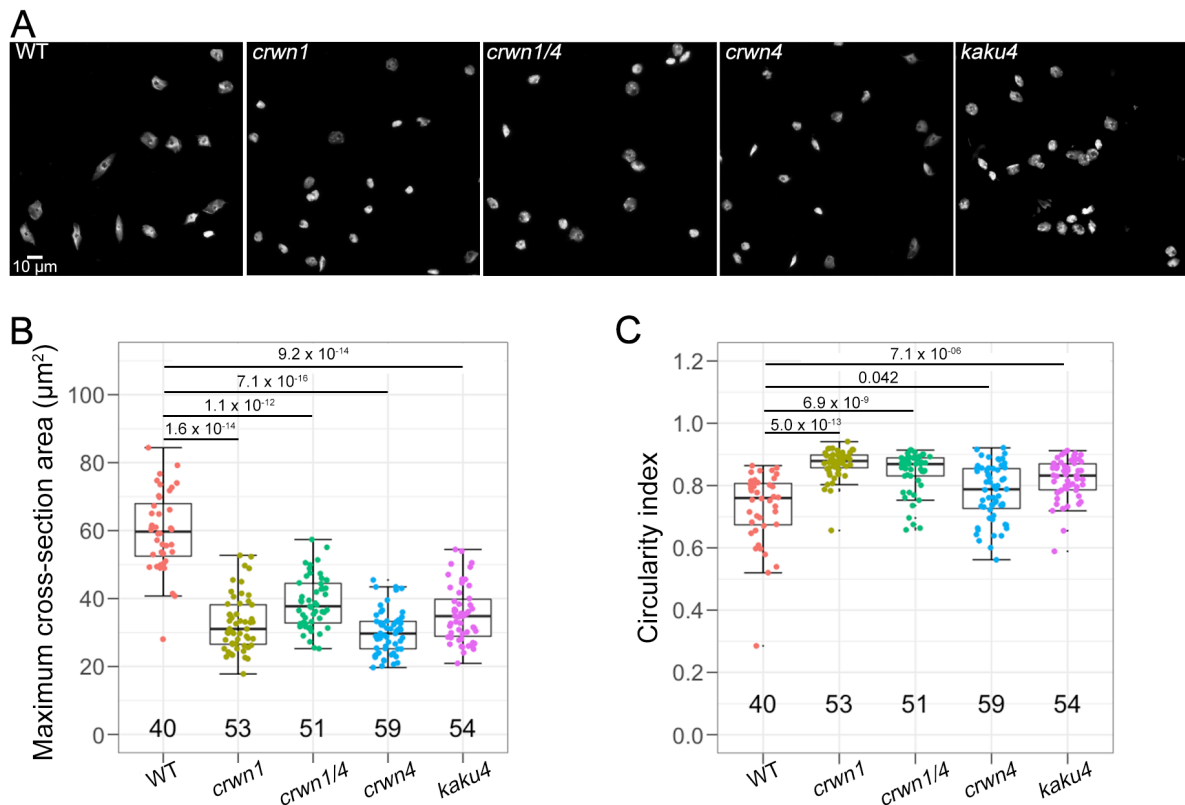 A
WT
crwn1
crwn1/4
crwn4
kaku4
10 µm
B
Maximum cross-section area (µm²)
100
80
60
40
20
0
9.2 x 10⁻¹⁴
7.1 x 10⁻¹⁶
1.1 x 10⁻¹²
1.6 x 10⁻¹⁴
40 53 51 59 54
WT crwn1 crwn1/4 crwn4 kaku4
C
Circularity index
1.2
1.0
0.8
0.6
0.4
0.2
0.0
7.1 x 10⁻⁰⁶
0.042
6.9 x 10⁻⁹
5.0 x 10⁻¹³
40 53 51 59 54
WT crwn1 crwn1/4 crwn4 kaku4